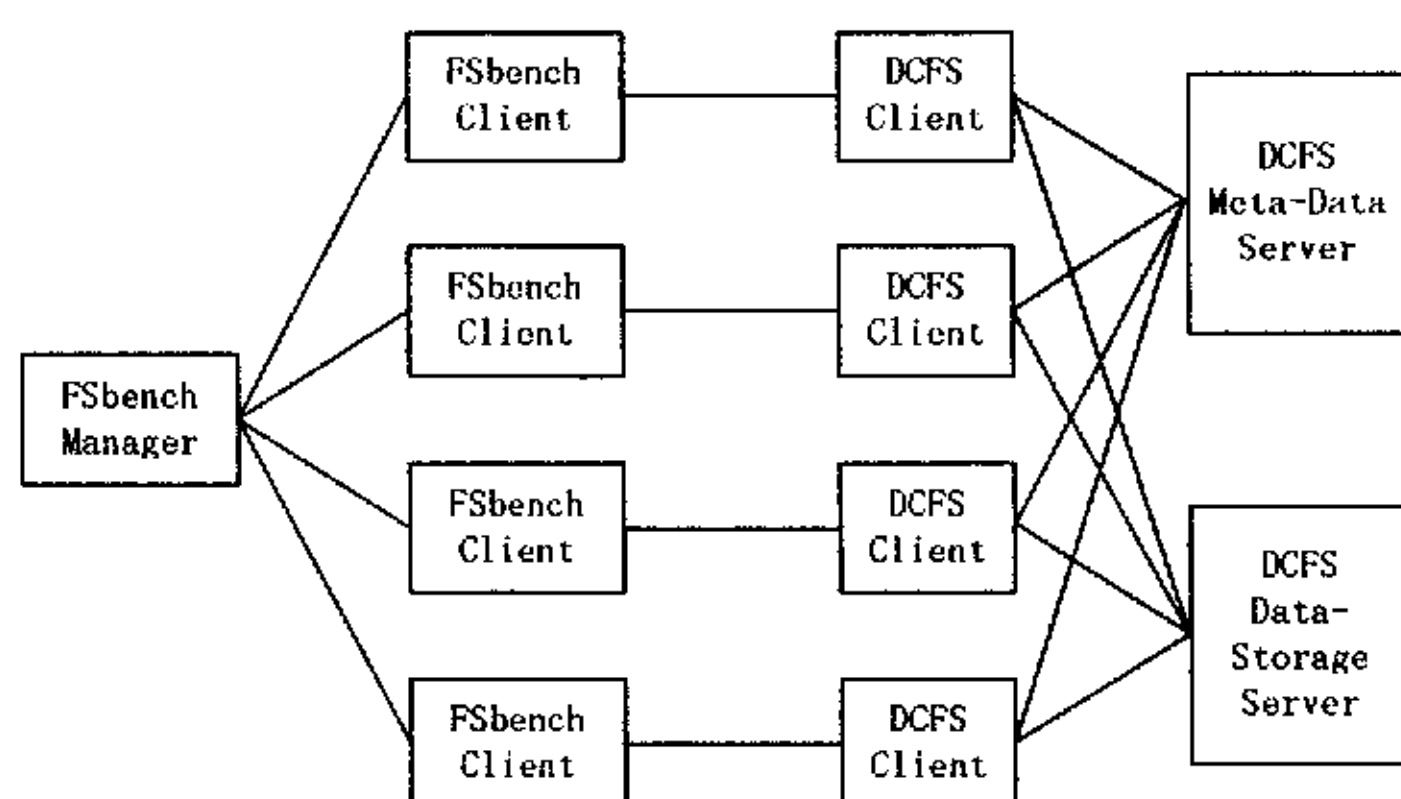 FSbench
Client
DCFS
Client
DCFS
Meta-Data
Server
FSbench
Client
DCFS
Client
FSbench
Manager
FSbench
Client
DCFS
Client
DCFS
Data-
Storage
Server
FSbench
Client
DCFS
Client